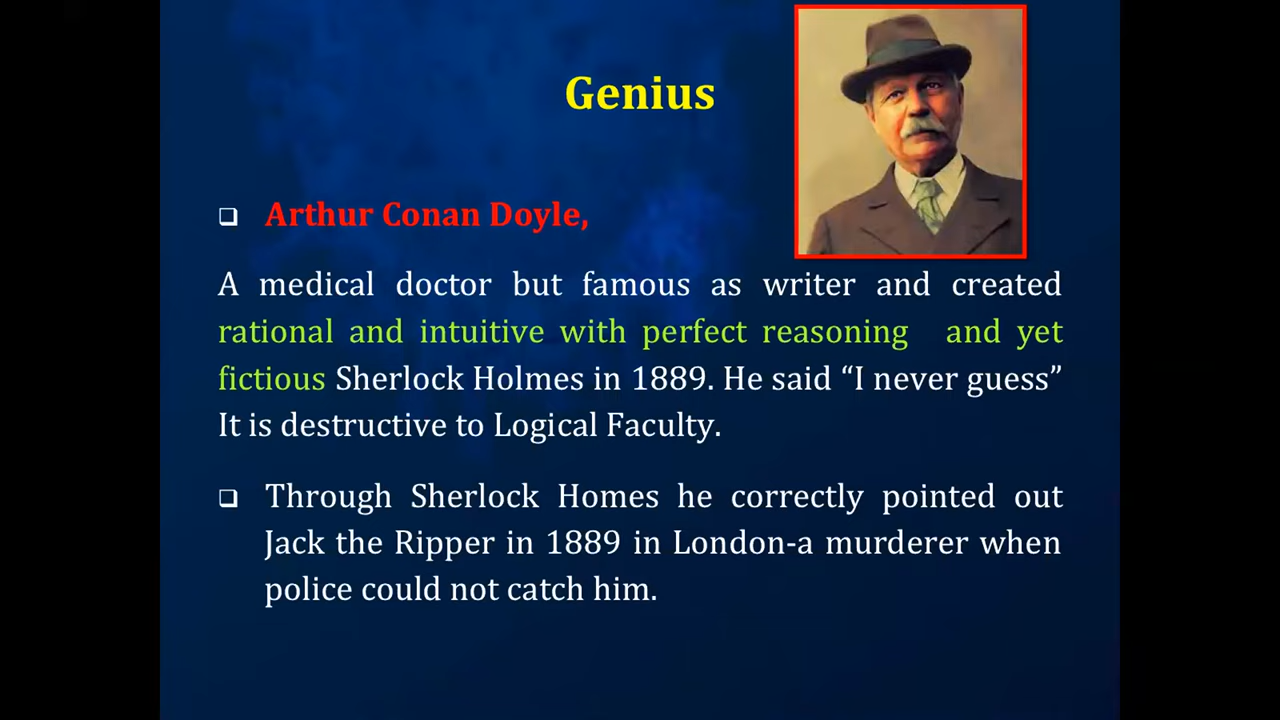 Genius
Arthur Conan Doyle,
A medical doctor but famous as writer and created
rational and intuitive with perfect reasoning and yet
fictious Sherlock Holmes in 1889. He said “I never guess”
It is destructive to Logical Faculty.
Through Sherlock Homes he correctly pointed out
Jack the Ripper in 1889 in London-a murderer when
police could not catch him.